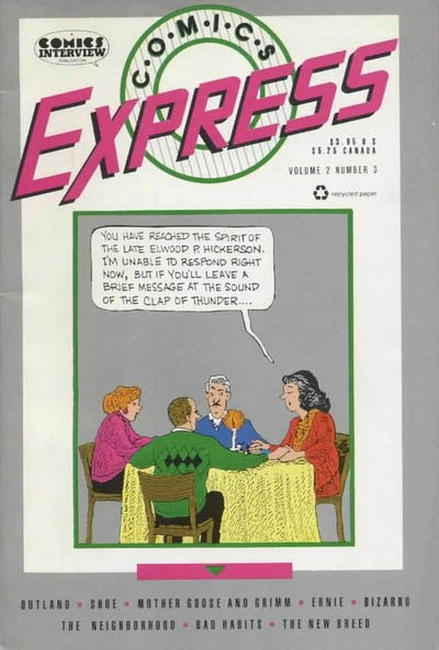 A
COMICS
INTERVIEW
PUBLICATION
C·O·M·I·C·S
EXPRESS
$3.95 U S
$5.25 CANADA
VOLUME 2 NUMBER 3
recycled paper
YOU HAVE REACHED THE SPIRIT OF
THE LATE ELWOOD P. HICKERSON.
I'M UNABLE TO RESPOND RIGHT
NOW, BUT IF YOU'LL LEAVE A
BRIEF MESSAGE AT THE SOUND
OF THE CLAP OF THUNDER....
OUTLAND • SHOE • MOTHER GOOSE AND GRIMM • ERNIE • BIZARRO
THE NEIGHBORHOOD • BAD HABITS • THE NEW BREED